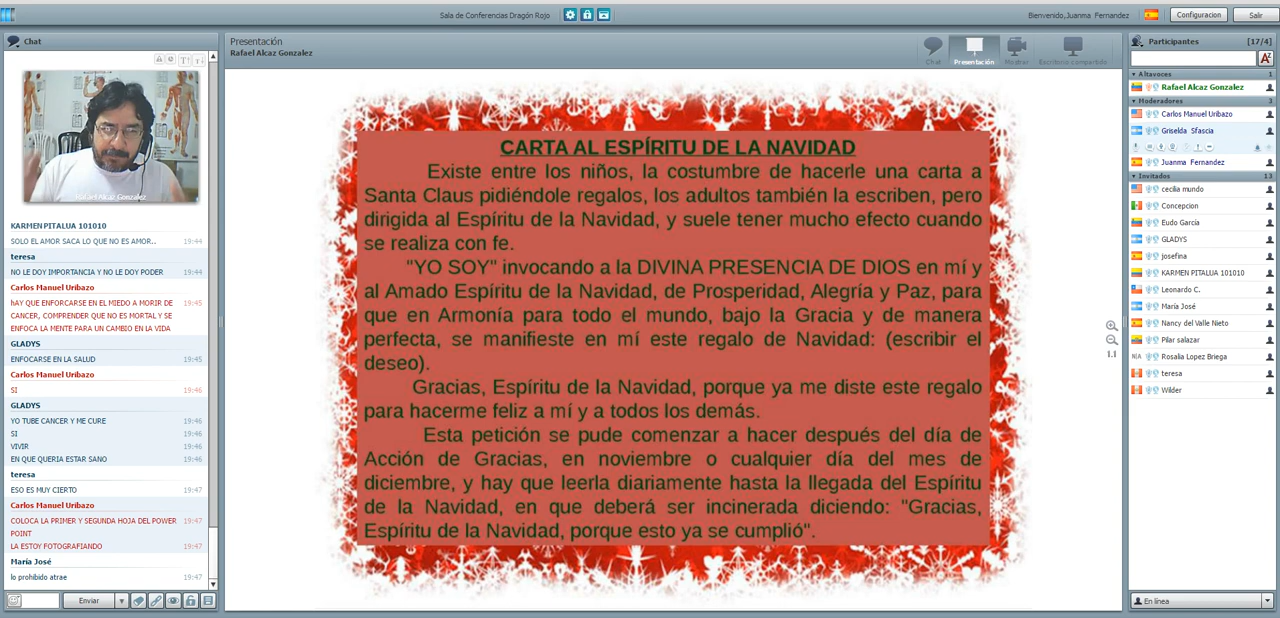 Sala de Conferencias Dragón Rojo
Bienvenido,Juanma Fernandez
Configuracion
Salir
Chat
Rafael Alcaz Gonzalez
KARMEN PITALUA 101010
SOLO EL AMOR SACA LO QUE NO ES AMOR.. 19:44
teresa
NO LE DOY IMPORTANCIA Y NO LE DOY PODER 19:44
Carlos Manuel Uribazo
hAY QUE ENFORCARSE EN EL MIEDO A MORIR DE 19:45
CANCER, COMPRENDER QUE NO ES MORTAL Y SE
ENFOCA LA MENTE PARA UN CAMBIO EN LA VIDA
GLADYS
ENFOCARSE EN LA SALUD 19:45
Carlos Manuel Uribazo
SI 19:46
GLADYS
YO TUBE CANCER Y ME CURE 19:46
SI 19:46
VIVIR 19:46
EN QUE QUERIA ESTAR SANO 19:46
teresa
ESO ES MUY CIERTO 19:47
Carlos Manuel Uribazo
COLOCA LA PRIMER Y SEGUNDA HOJA DEL POWER 19:47
POINT
LA ESTOY FOTOGRAFIANDO 19:47
María José
lo prohibido atrae 19:47
Enviar
Presentación
Rafael Alcaz Gonzalez
Chat
Presentación
Mostrar
Escritorio compartido
CARTA AL ESPÍRITU DE LA NAVIDAD
Existe entre los niños, la costumbre de hacerle una carta a
Santa Claus pidiéndole regalos, los adultos también la escriben, pero
dirigida al Espíritu de la Navidad, y suele tener mucho efecto cuando
se realiza con fe.
"YO SOY" invocando a la DIVINA PRESENCIA DE DIOS en mí y
al Amado Espíritu de la Navidad, de Prosperidad, Alegría y Paz, para
que en Armonía para todo el mundo, bajo la Gracia y de manera
perfecta, se manifieste en mí este regalo de Navidad: (escribir el
deseo).
Gracias, Espíritu de la Navidad, porque ya me diste este regalo
para hacerme feliz a mí y a todos los demás.
Esta petición se pude comenzar a hacer después del día de
Acción de Gracias, en noviembre o cualquier día del mes de
diciembre, y hay que leerla diariamente hasta la llegada del Espíritu
de la Navidad, en que deberá ser incinerada diciendo: "Gracias,
Espíritu de la Navidad, porque esto ya se cumplió".
1.1
Participantes [17/4]
Altavoces 1
Rafael Alcaz Gonzalez
Moderadores 3
Carlos Manuel Uribazo
Griselda Sfascia
Juanma Fernandez
Invitados 13
cecilia mundo
Concepcion
Eudo García
GLADYS
josefina
KARMEN PITALUA 101010
Leonardo C.
María José
Nancy del Valle Nieto
Pilar salazar
N/A Rosalia Lopez Briega
teresa
Wilder
En línea